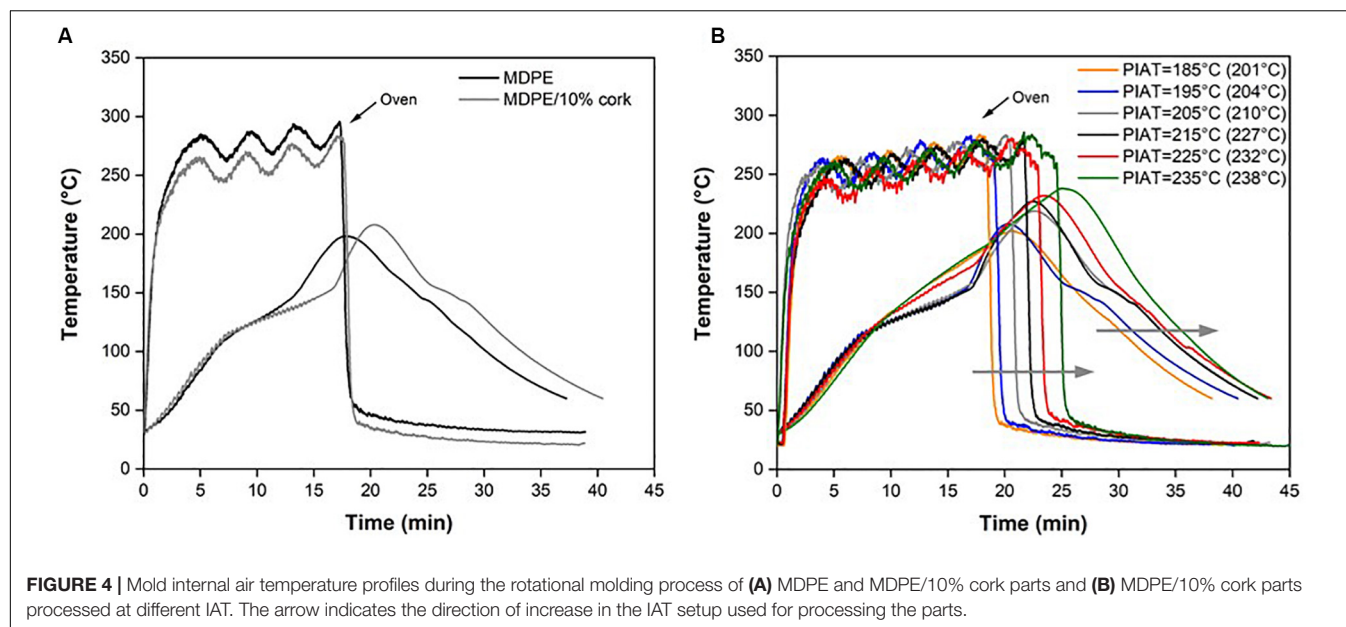 A
350
300
250
200
150
100
50
0
Temperature (°C)
MDPE
MDPE/10% cork
Oven
0 5 10 15 20 25 30 35 40 45
Time (min)
B
350
300
250
200
150
100
50
0
Temperature (°C)
PIAT=185°C (201°C)
PIAT=195°C (204°C)
PIAT=205°C (210°C)
PIAT=215°C (227°C)
PIAT=225°C (232°C)
PIAT=235°C (238°C)
Oven
0 5 10 15 20 25 30 35 40 45
Time (min)
FIGURE 4 | Mold internal air temperature profiles during the rotational molding process of (A) MDPE and MDPE/10% cork parts and (B) MDPE/10% cork parts
processed at different IAT. The arrow indicates the direction of increase in the IAT setup used for processing the parts.